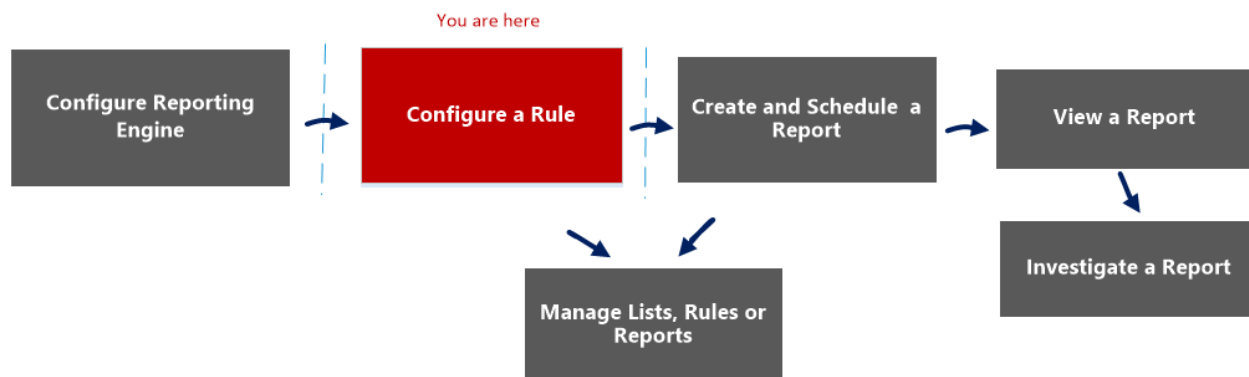 You are here
Configure Reporting
Engine
Configure a Rule
Create and Schedule a
Report
View a Report
Investigate a Report
Manage Lists, Rules or
Reports